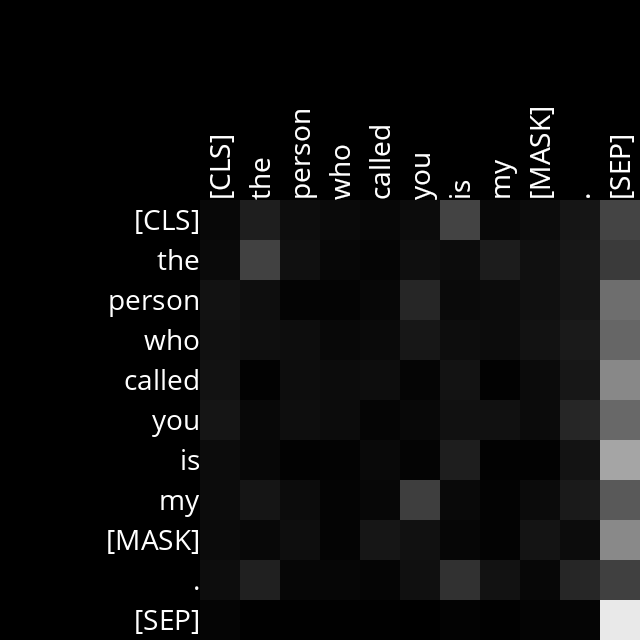 [CLS] the person who called you is my [MASK] . [SEP]
[CLS]
the
person
who
called
you
is
my
[MASK]
.
[SEP]